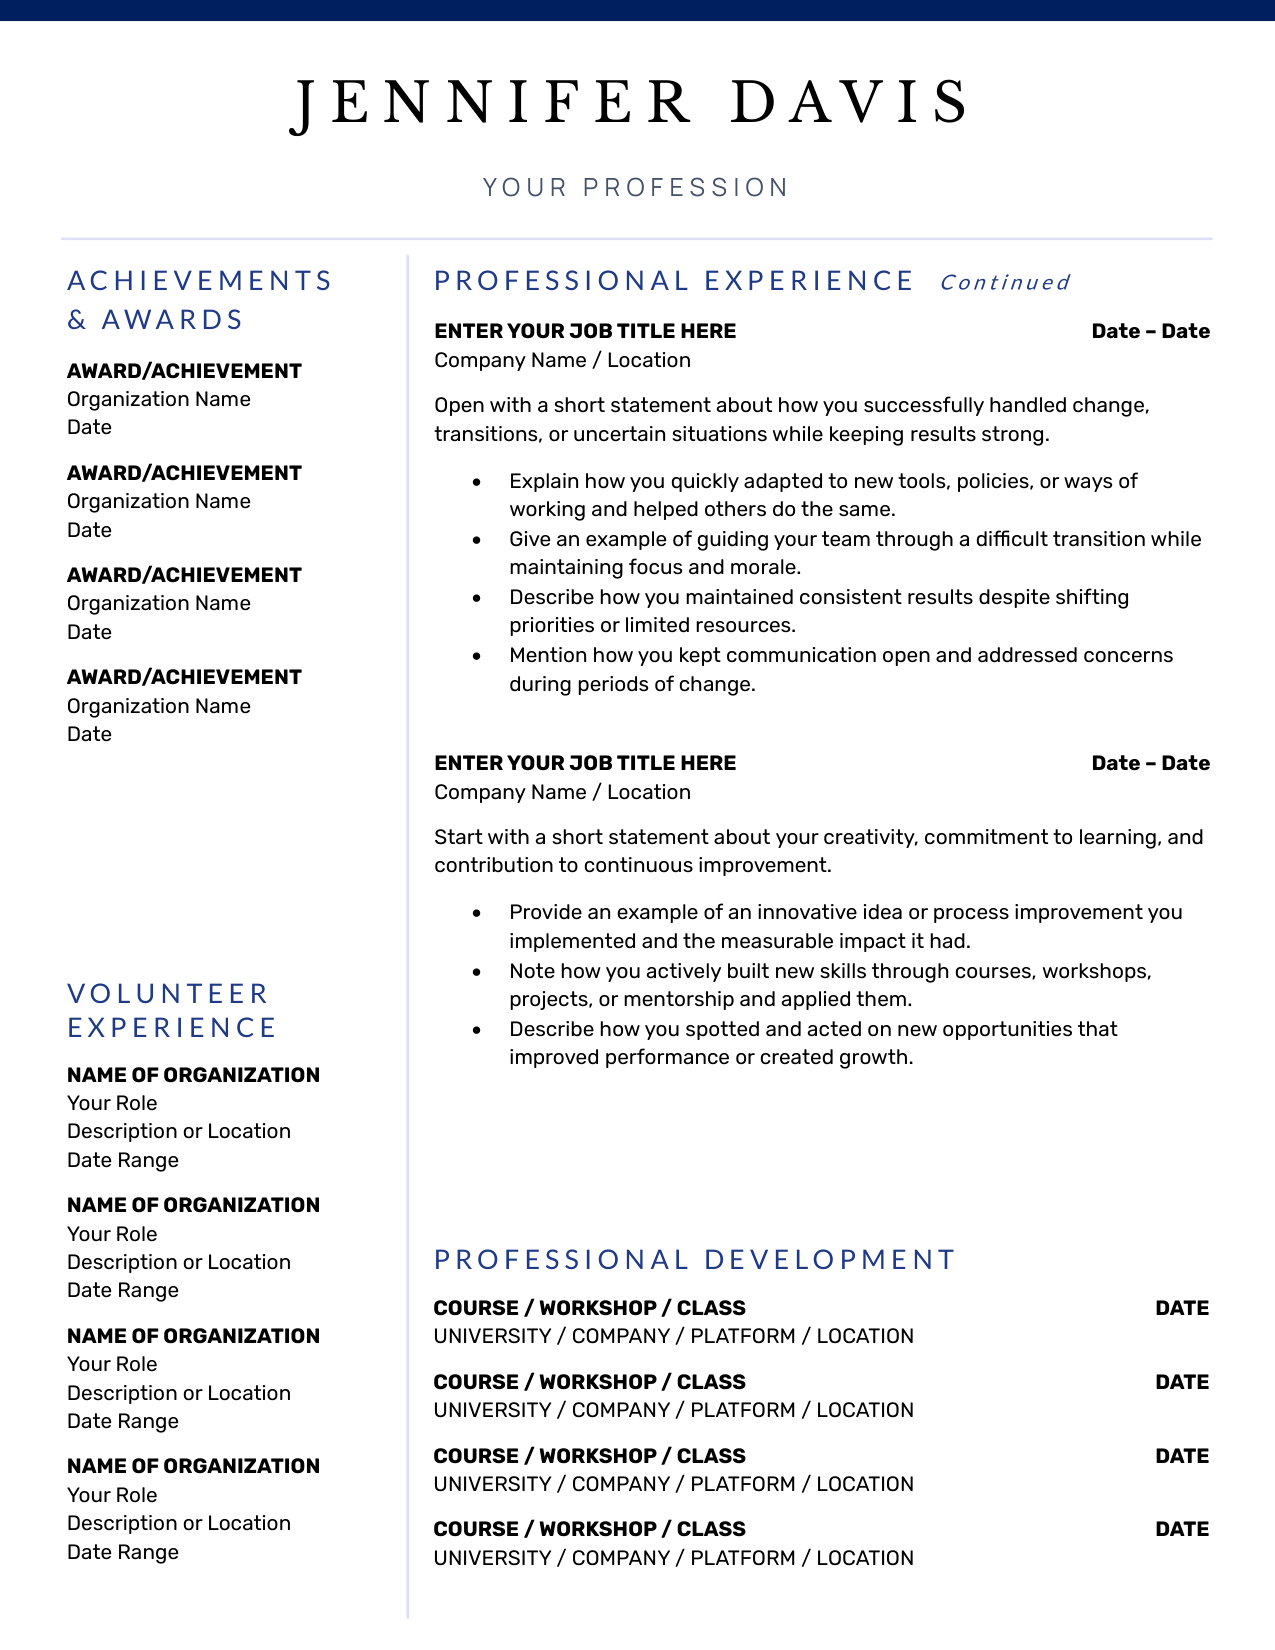 JENNIFER DAVIS
YOUR PROFESSION
ACHIEVEMENTS
& AWARDS
AWARD/ACHIEVEMENT
Organization Name
Date
AWARD/ACHIEVEMENT
Organization Name
Date
AWARD/ACHIEVEMENT
Organization Name
Date
AWARD/ACHIEVEMENT
Organization Name
Date
VOLUNTEER
EXPERIENCE
NAME OF ORGANIZATION
Your Role
Description or Location
Date Range
NAME OF ORGANIZATION
Your Role
Description or Location
Date Range
NAME OF ORGANIZATION
Your Role
Description or Location
Date Range
NAME OF ORGANIZATION
Your Role
Description or Location
Date Range
PROFESSIONAL EXPERIENCE Continued
ENTER YOUR JOB TITLE HERE Date – Date
Company Name / Location
Open with a short statement about how you successfully handled change,
transitions, or uncertain situations while keeping results strong.
• Explain how you quickly adapted to new tools, policies, or ways of
working and helped others do the same.
• Give an example of guiding your team through a difficult transition while
maintaining focus and morale.
• Describe how you maintained consistent results despite shifting
priorities or limited resources.
• Mention how you kept communication open and addressed concerns
during periods of change.
ENTER YOUR JOB TITLE HERE Date – Date
Company Name / Location
Start with a short statement about your creativity, commitment to learning, and
contribution to continuous improvement.
• Provide an example of an innovative idea or process improvement you
implemented and the measurable impact it had.
• Note how you actively built new skills through courses, workshops,
projects, or mentorship and applied them.
• Describe how you spotted and acted on new opportunities that
improved performance or created growth.
PROFESSIONAL DEVELOPMENT
COURSE / WORKSHOP / CLASS DATE
UNIVERSITY / COMPANY / PLATFORM / LOCATION
COURSE / WORKSHOP / CLASS DATE
UNIVERSITY / COMPANY / PLATFORM / LOCATION
COURSE / WORKSHOP / CLASS DATE
UNIVERSITY / COMPANY / PLATFORM / LOCATION
COURSE / WORKSHOP / CLASS DATE
UNIVERSITY / COMPANY / PLATFORM / LOCATION